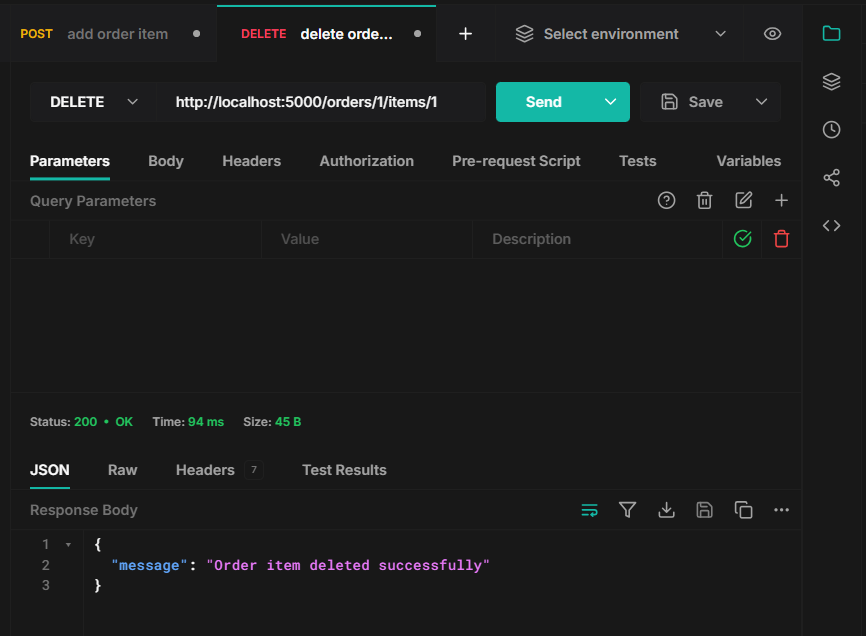 POST add order item DELETE delete orde... Select environment
DELETE http://localhost:5000/orders/1/items/1 Send Save
Parameters Body Headers Authorization Pre-request Script Tests Variables
Query Parameters
Key Value Description
Status: 200 • OK Time: 94 ms Size: 45 B
JSON Raw Headers 7 Test Results
Response Body
1 {
2 "message": "Order item deleted successfully"
3 }